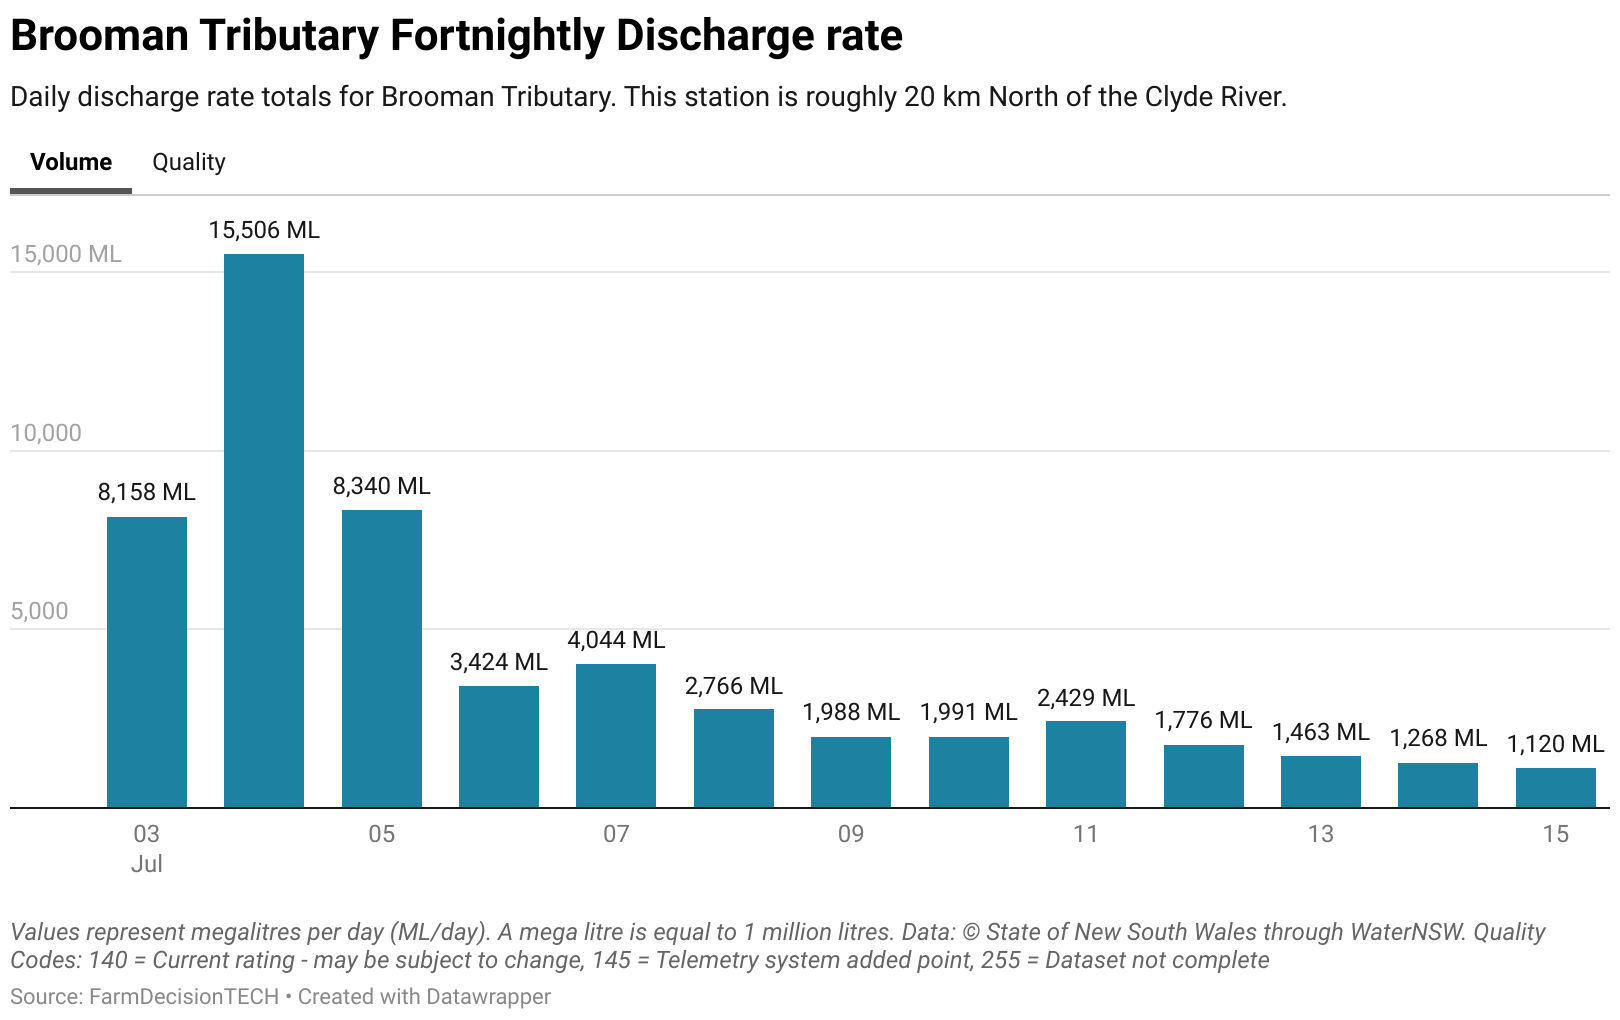 Brooman Tributary Fortnightly Discharge rate
Daily discharge rate totals for Brooman Tributary. This station is roughly 20 km North of the Clyde River.
Volume Quality
15,506 ML
15,000 ML
10,000
8,158 ML 8,340 ML
5,000
3,424 ML 4,044 ML 2,766 ML 1,988 ML 1,991 ML 2,429 ML 1,776 ML 1,463 ML 1,268 ML 1,120 ML
03 05 07 09 11 13 15
Jul
Values represent megalitres per day (ML/day). A mega litre is equal to 1 million litres. Data: © State of New South Wales through WaterNSW. Quality
Codes: 140 = Current rating - may be subject to change, 145 = Telemetry system added point, 255 = Dataset not complete
Source: FarmDecisionTECH • Created with Datawrapper